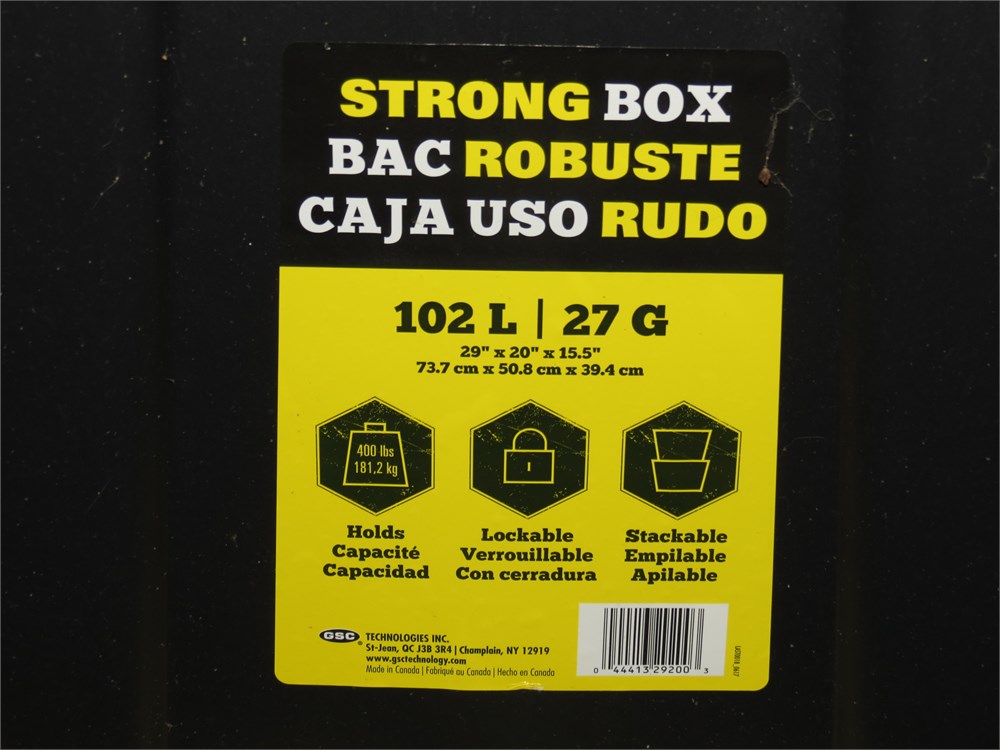 STRONG BOX
BAC ROBUSTE
CAJA USO RUDO
102 L | 27 G
29" x 20" x 15.5"
73.7 cm x 50.8 cm x 39.4 cm
400 lbs
181,2 kg
Holds
Capacité
Capacidad
Lockable
Verrouillable
Con cerradura
Stackable
Empilable
Apilable
GSC® TECHNOLOGIES INC.
St-Jean, QC J3B 3R4 | Champlain, NY 12919
www.gsctechnology.com
Made in Canada | Fabriqué au Canada | Hecho en Canada
0 44413 29200 3